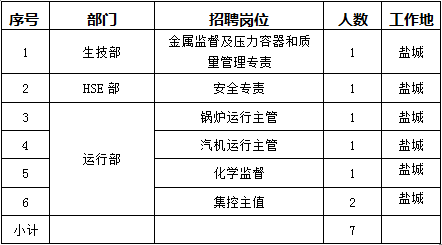 序号 部门 招聘岗位 人数 工作地
1 生技部 金属监督及压力容器和质量管理专责 1 盐城
2 HSE 部 安全专责 1 盐城
3 运行部 锅炉运行主管 1 盐城
4 汽机运行主管 1 盐城
5 化学监督 1 盐城
6 集控主值 2 盐城
小计 7